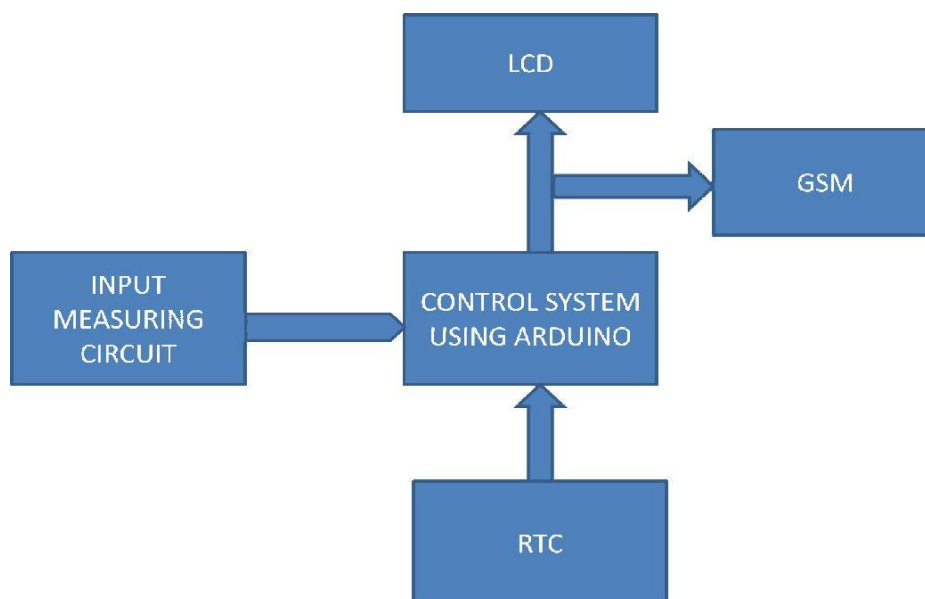 LCD
GSM
INPUT
MEASURING
CIRCUIT
CONTROL SYSTEM
USING ARDUINO
RTC